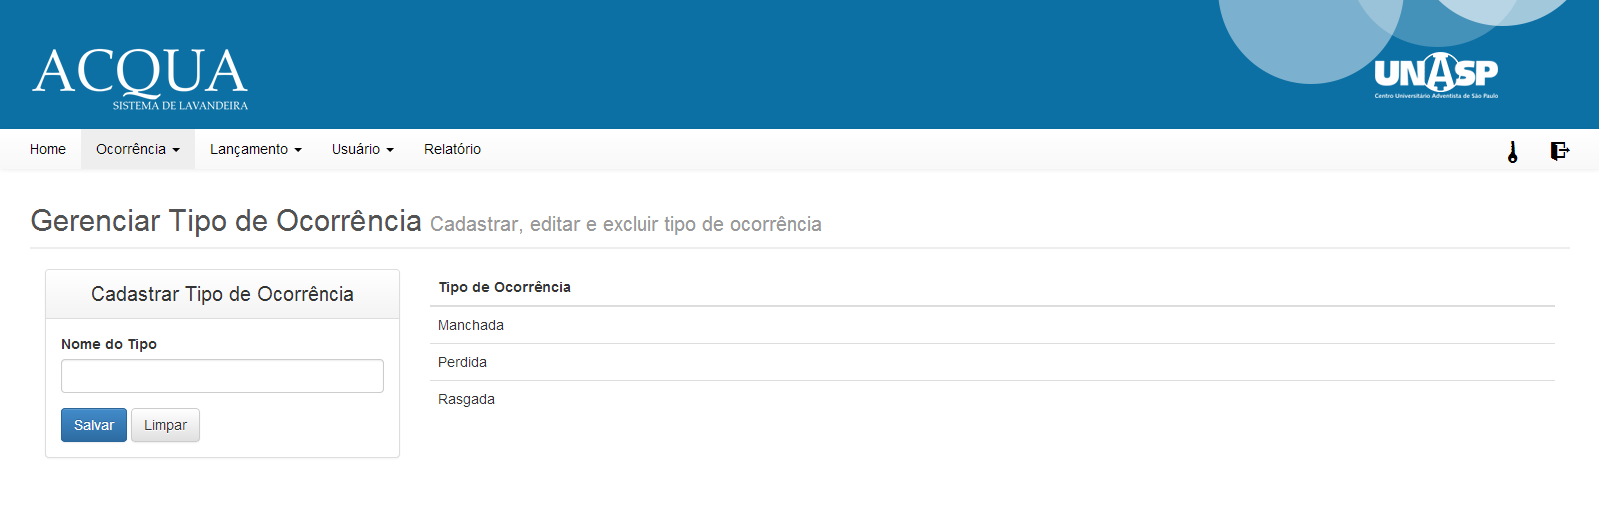 ACQUA
SISTEMA DE LAVANDEIRA
UNASP
Centro Universitário Adventista de São Paulo
Home Ocorrência Lançamento Usuário Relatório
Gerenciar Tipo de Ocorrência Cadastrar, editar e excluir tipo de ocorrência
Cadastrar Tipo de Ocorrência
Nome do Tipo
Salvar Limpar
Tipo de Ocorrência
Manchada
Perdida
Rasgada